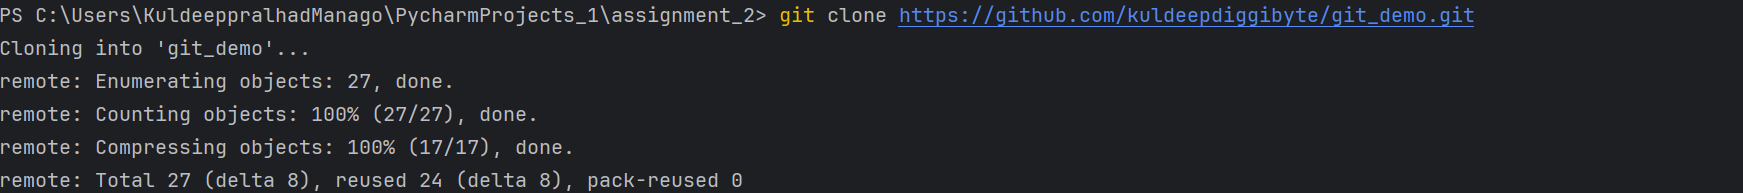 PS C:\Users\KuldeeppralhadManago\PycharmProjects_1\assignment_2> git clone https://github.com/kuldeepdiggibyte/git_demo.git
Cloning into 'git_demo'...
remote: Enumerating objects: 27, done.
remote: Counting objects: 100% (27/27), done.
remote: Compressing objects: 100% (17/17), done.
remote: Total 27 (delta 8), reused 24 (delta 8), pack-reused 0